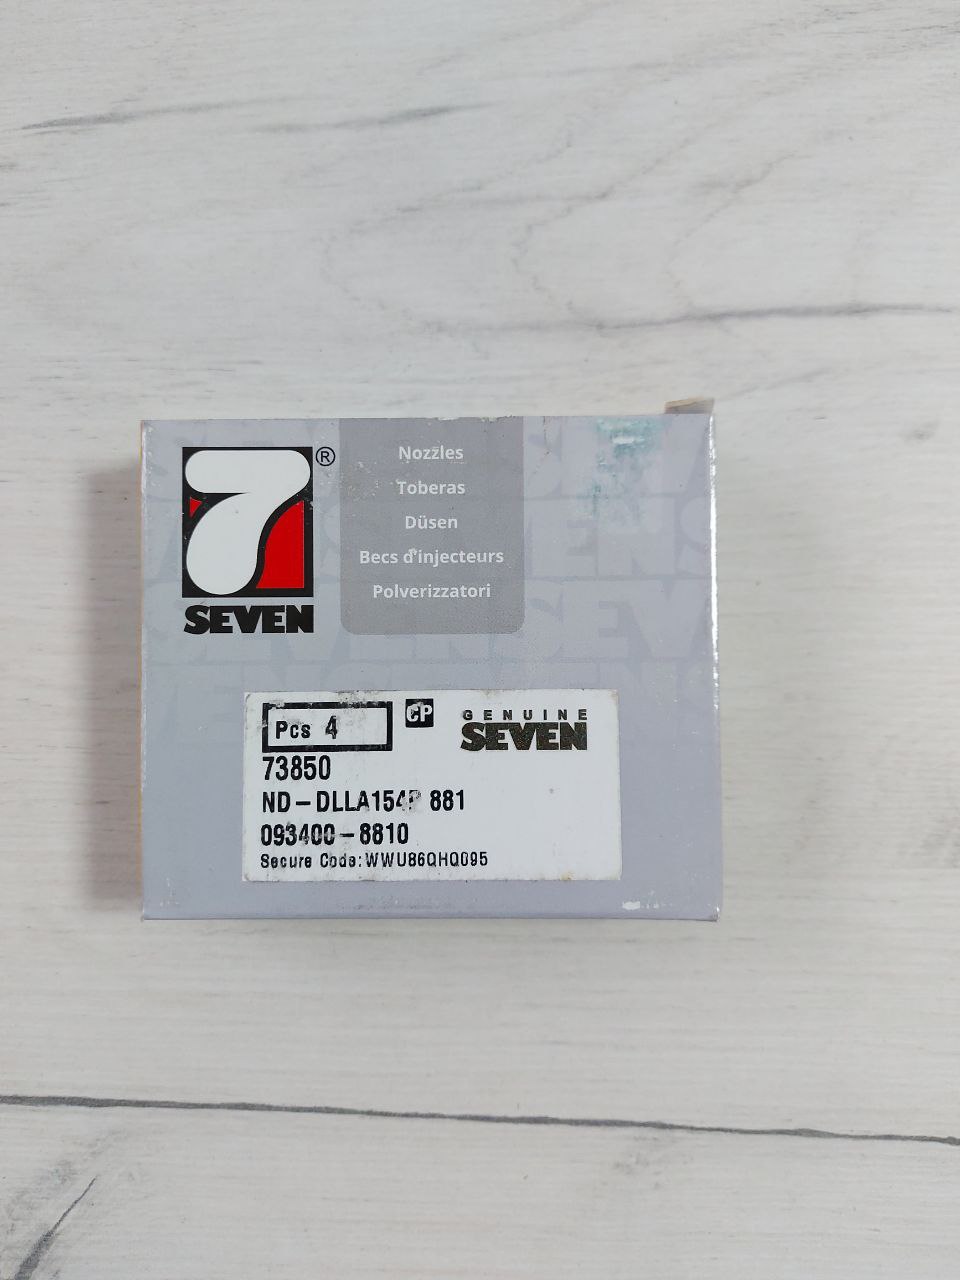 7
®
SEVEN
Nozzles
Toberas
Düsen
Becs d'injecteurs
Polverizzatori
Pcs 4
CP
GENUINE
SEVEN
73850
ND-DLLA154P 881
093400-8810
Secure Code:WWU86QHQ095